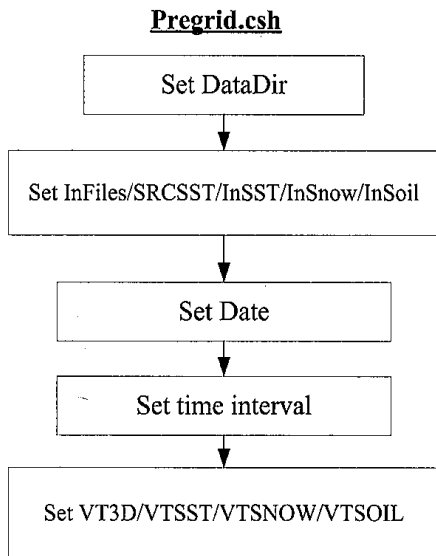 Pregrid.csh
Set DataDir
Set InFiles/SRCSST/InSST/InSnow/InSoil
Set Date
Set time interval
Set VT3D/VTSST/VTSNOW/VTSOIL